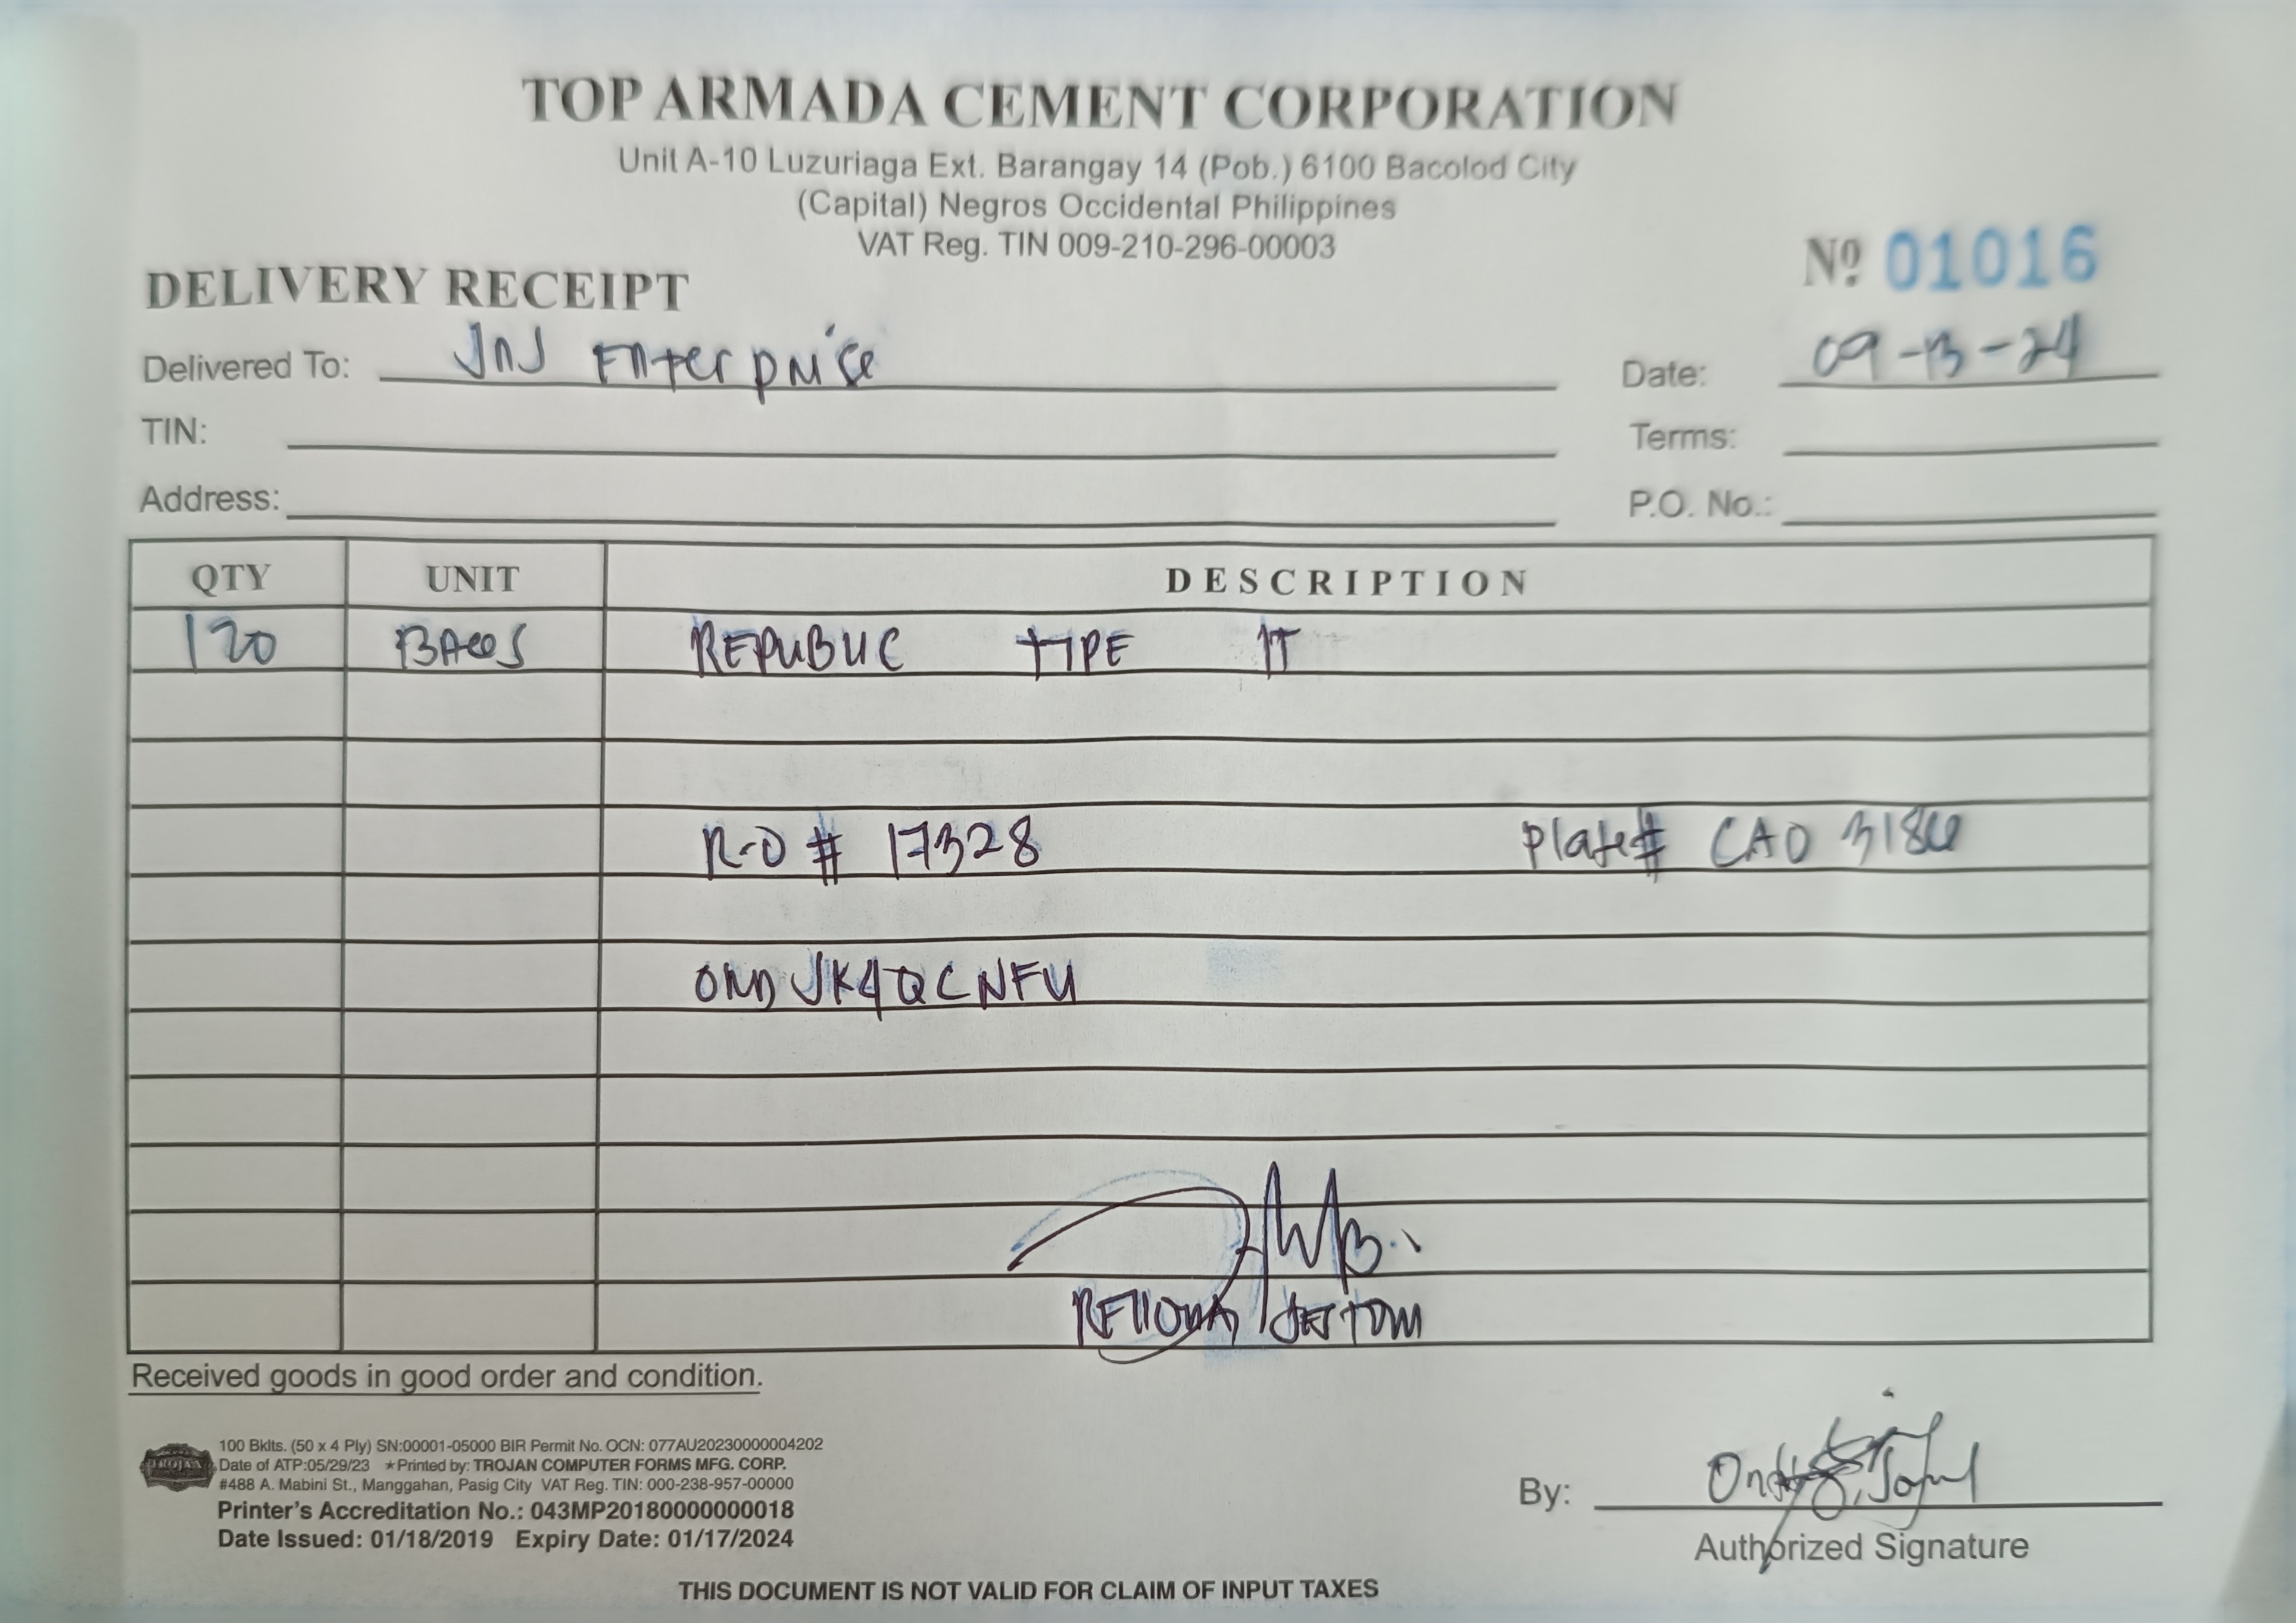 TOP ARMADA CEMENT CORPORATION
Unit A-10 Luzuriaga Ext. Barangay 14 (Pob.) 6100 Bacolod City
(Capital) Negros Occidental Philippines
VAT Reg. TIN 009-210-296-00003
Nº 01016
DELIVERY RECEIPT
Delivered To: JNJ Enterprise
Date: 09-13-24
TIN:
Terms:
Address:
P.O. No.:
QTY UNIT DESCRIPTION
120 BAGS REPUBLIC TYPE 1T
R-O # 17328 Plate# CAO 3186
JK4QCNFU
Received goods in good order and condition.
TROJAN
100 Bklts. (50 x 4 Ply) SN:00001-05000 BIR Permit No. OCN: 077AU20230000004202
Date of ATP:05/29/23 ★Printed by: TROJAN COMPUTER FORMS MFG. CORP.
#488 A. Mabini St., Manggahan, Pasig City VAT Reg. TIN: 000-238-957-00000
Printer's Accreditation No.: 043MP20180000000018
Date Issued: 01/18/2019 Expiry Date: 01/17/2024
By:
Authorized Signature
THIS DOCUMENT IS NOT VALID FOR CLAIM OF INPUT TAXES